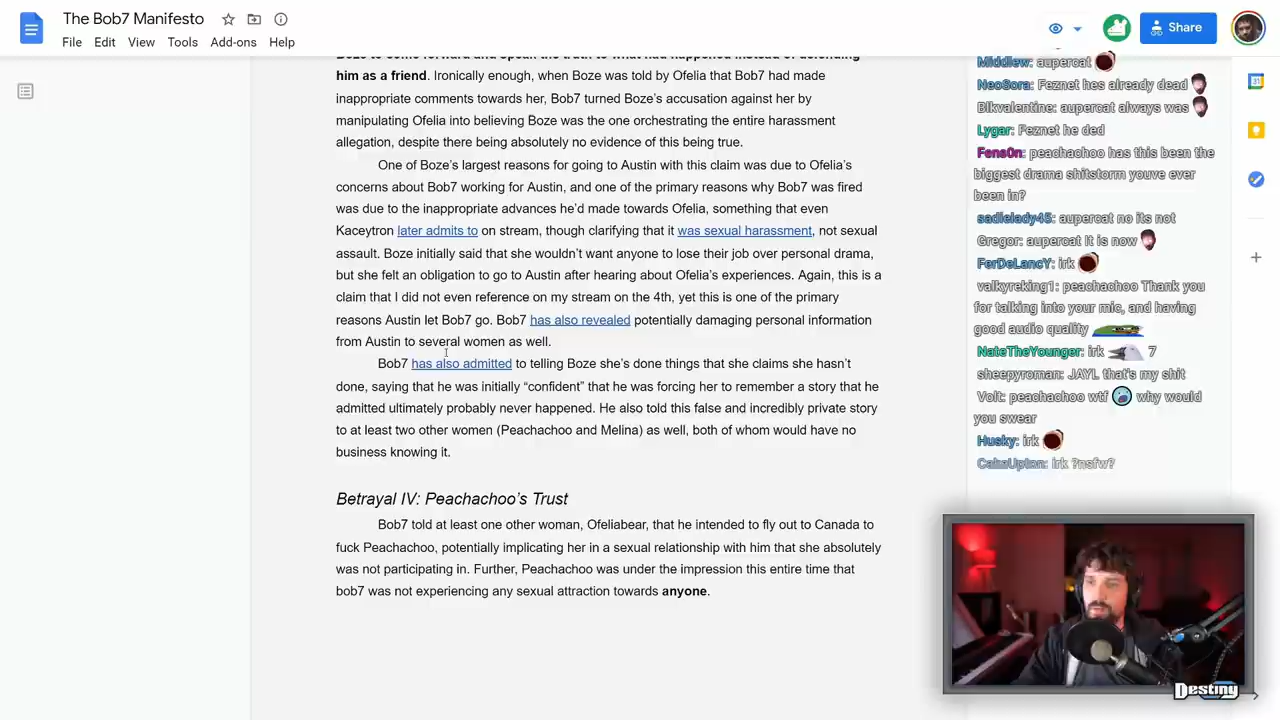 The Bob7 Manifesto
File Edit View Tools Add-ons Help
Share
him as a friend. Ironically enough, when Boze was told by Ofelia that Bob7 had made
inappropriate comments towards her, Bob7 turned Boze's accusation against her by
manipulating Ofelia into believing Boze was the one orchestrating the entire harassment
allegation, despite there being absolutely no evidence of this being true.
One of Boze's largest reasons for going to Austin with this claim was due to Ofelia's
concerns about Bob7 working for Austin, and one of the primary reasons why Bob7 was fired
was due to the inappropriate advances he'd made towards Ofelia, something that even
Kaceytron later admits to on stream, though clarifying that it was sexual harassment, not sexual
assault. Boze initially said that she wouldn't want anyone to lose their job over personal drama,
but she felt an obligation to go to Austin after hearing about Ofelia's experiences. Again, this is a
claim that I did not even reference on my stream on the 4th, yet this is one of the primary
reasons Austin let Bob7 go. Bob7 has also revealed potentially damaging personal information
from Austin to several women as well.
Bob7 has also admitted to telling Boze she's done things that she claims she hasn't
done, saying that he was initially “confident” that he was forcing her to remember a story that he
admitted ultimately probably never happened. He also told this false and incredibly private story
to at least two other women (Peachachoo and Melina) as well, both of whom would have no
business knowing it.
Betrayal IV: Peachachoo's Trust
Bob7 told at least one other woman, Ofeliabear, that he intended to fly out to Canada to
fuck Peachachoo, potentially implicating her in a sexual relationship with him that she absolutely
was not participating in. Further, Peachachoo was under the impression this entire time that
bob7 was not experiencing any sexual attraction towards anyone.
Middlew: aupercat
NeoSora: Feznet hes already dead
Blkvalentine: aupercat always was
Lygar: Feznet he ded
Fons0n: peachachoo has this been the
biggest drama shitstorm youve ever
been in?
sadielady45: aupercat no its not
Gregor: aupercat it is now
FerDeLancY: irk
valkyreking1: peachachoo Thank you
for talking into your mic, and having
good audio quality
NateTheYounger: irk 7
sheepyroman: JAYL that's my shit
Volt: peachachoo wtf why would
you swear
Husky: irk
CabaUptan: irk ?nsfw?
31
Destiny